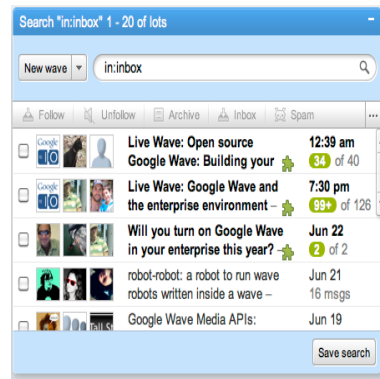 Search "in:inbox" 1 - 20 of lots
New wave in:inbox
Follow Unfollow Archive Inbox Spam ...
Live Wave: Open source 12:39 am
Google Wave: Building your 34 of 40
Live Wave: Google Wave and 7:30 pm
the enterprise environment – 99+ of 126
Will you turn on Google Wave Jun 22
in your enterprise this year? – 2 of 2
robot-robot: a robot to run wave Jun 21
robots written inside a wave – 16 msgs
Google Wave Media APIs: Jun 19
Save search